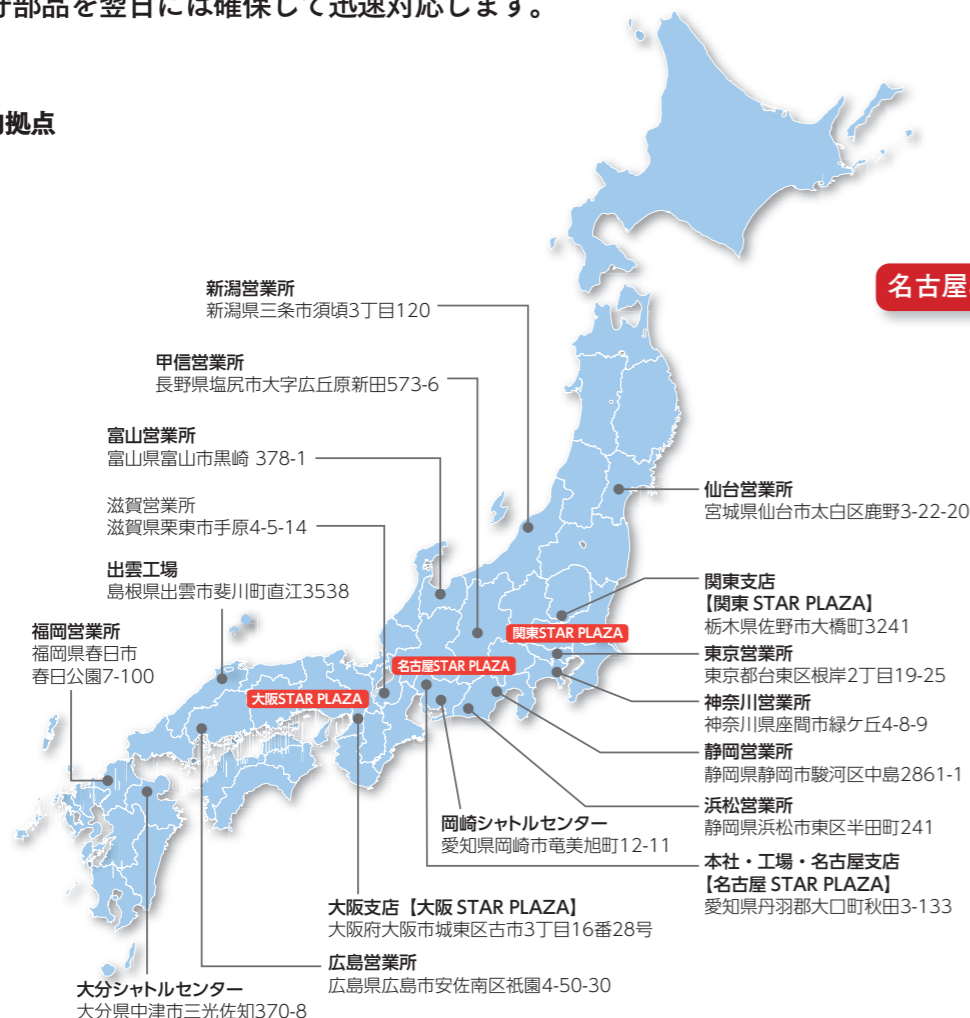 付部品を翌日には確保して迅速対応します。
拠点
名古屋
新潟営業所
新潟県三条市須頃3丁目120
甲信営業所
長野県塩尻市大字広丘原新田573-6
富山営業所
富山県富山市黒崎 378-1
滋賀営業所
滋賀県栗東市手原4-5-14
出雲工場
島根県出雲市斐川町直江3538
福岡営業所
福岡県春日市
春日公園7-100
仙台営業所
宮城県仙台市太白区鹿野3-22-20
関東支店
【関東 STAR PLAZA】
栃木県佐野市大橋町3241
東京営業所
東京都台東区根岸2丁目19-25
神奈川営業所
神奈川県座間市緑ケ丘4-8-9
静岡営業所
静岡県静岡市駿河区中島2861-1
浜松営業所
静岡県浜松市東区半田町241
本社・工場・名古屋支店
【名古屋 STAR PLAZA】
愛知県丹羽郡大口町秋田3-133
関東STAR PLAZA
名古屋STAR PLAZA
大阪STAR PLAZA
岡崎シャトルセンター
愛知県岡崎市竜美旭町12-11
大阪支店【大阪 STAR PLAZA】
大阪府大阪市城東区古市3丁目16番28号
広島営業所
広島県広島市安佐南区祇園4-50-30
大分シャトルセンター
大分県中津市三光佐知370-8